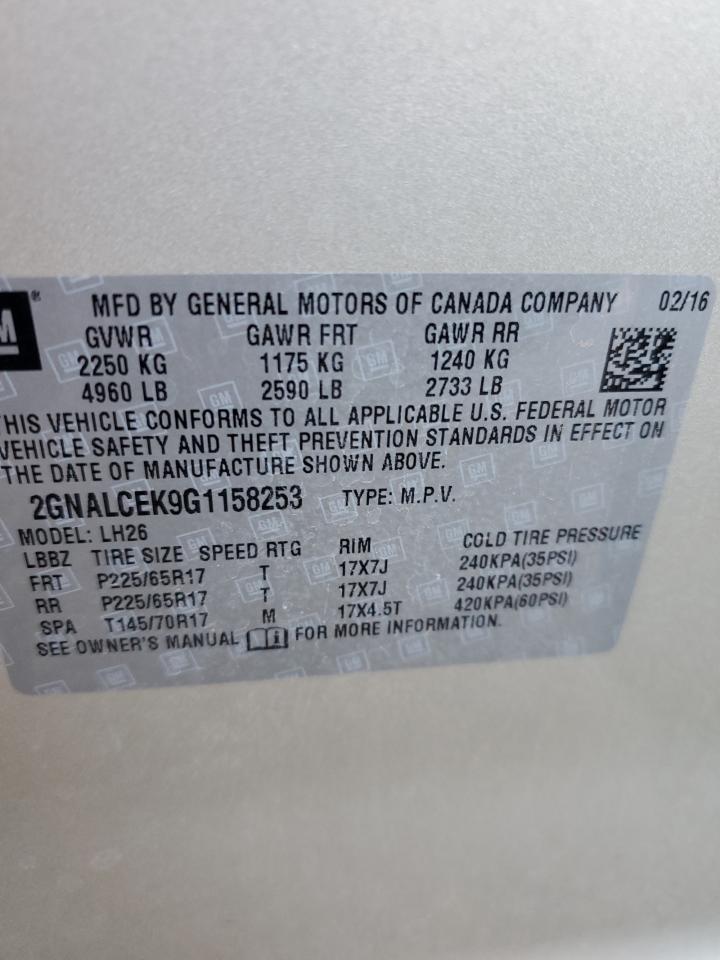 M®
MFD BY GENERAL MOTORS OF CANADA COMPANY 02/16
GVWR GAWR FRT GAWR RR
2250 KG 1175 KG 1240 KG
4960 LB 2590 LB 2733 LB
HIS VEHICLE CONFORMS TO ALL APPLICABLE U.S. FEDERAL MOTOR
VEHICLE SAFETY AND THEFT PREVENTION STANDARDS IN EFFECT ON
THE DATE OF MANUFACTURE SHOWN ABOVE.
2GNALCEK9G1158253 TYPE: M.P.V.
MODEL: LH26
LBBZ TIRE SIZE SPEED RTG RIM COLD TIRE PRESSURE
FRT P225/65R17 T 17X7J 240KPA(35PSI)
RR P225/65R17 T 17X7J 240KPA(35PSI)
SPA T145/70R17 M 17X4.5T 420KPA(60PSI)
SEE OWNER'S MANUAL FOR MORE INFORMATION.